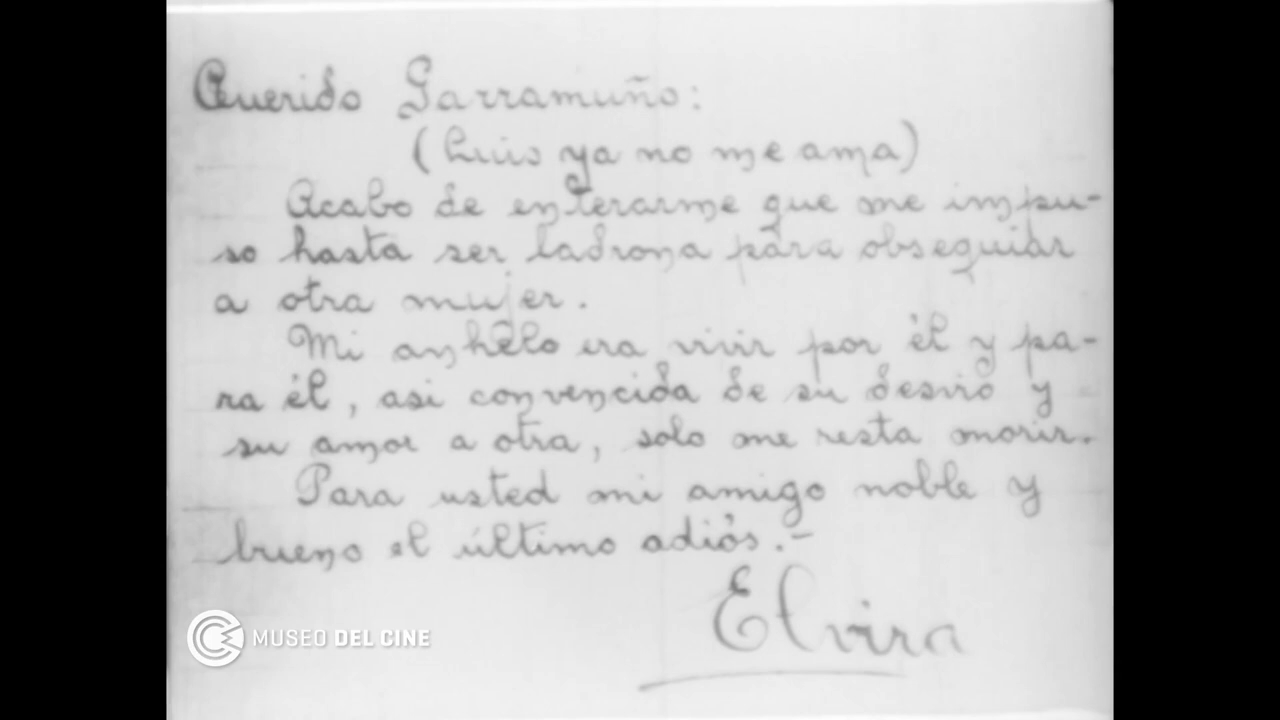 Querido Garramuño:
(Luis ya no me ama)
Acabo de enterarme que me impu-
so hasta ser ladrona para obsequiar
a otra mujer.
Mi anhelo era vivir por él y pa-
ra él, asi convencida de su desvio y
su amor a otra, solo me resta morir.
Para usted mi amigo noble y
bueno el último adiós.-
Elvira
MUSEO DEL CINE